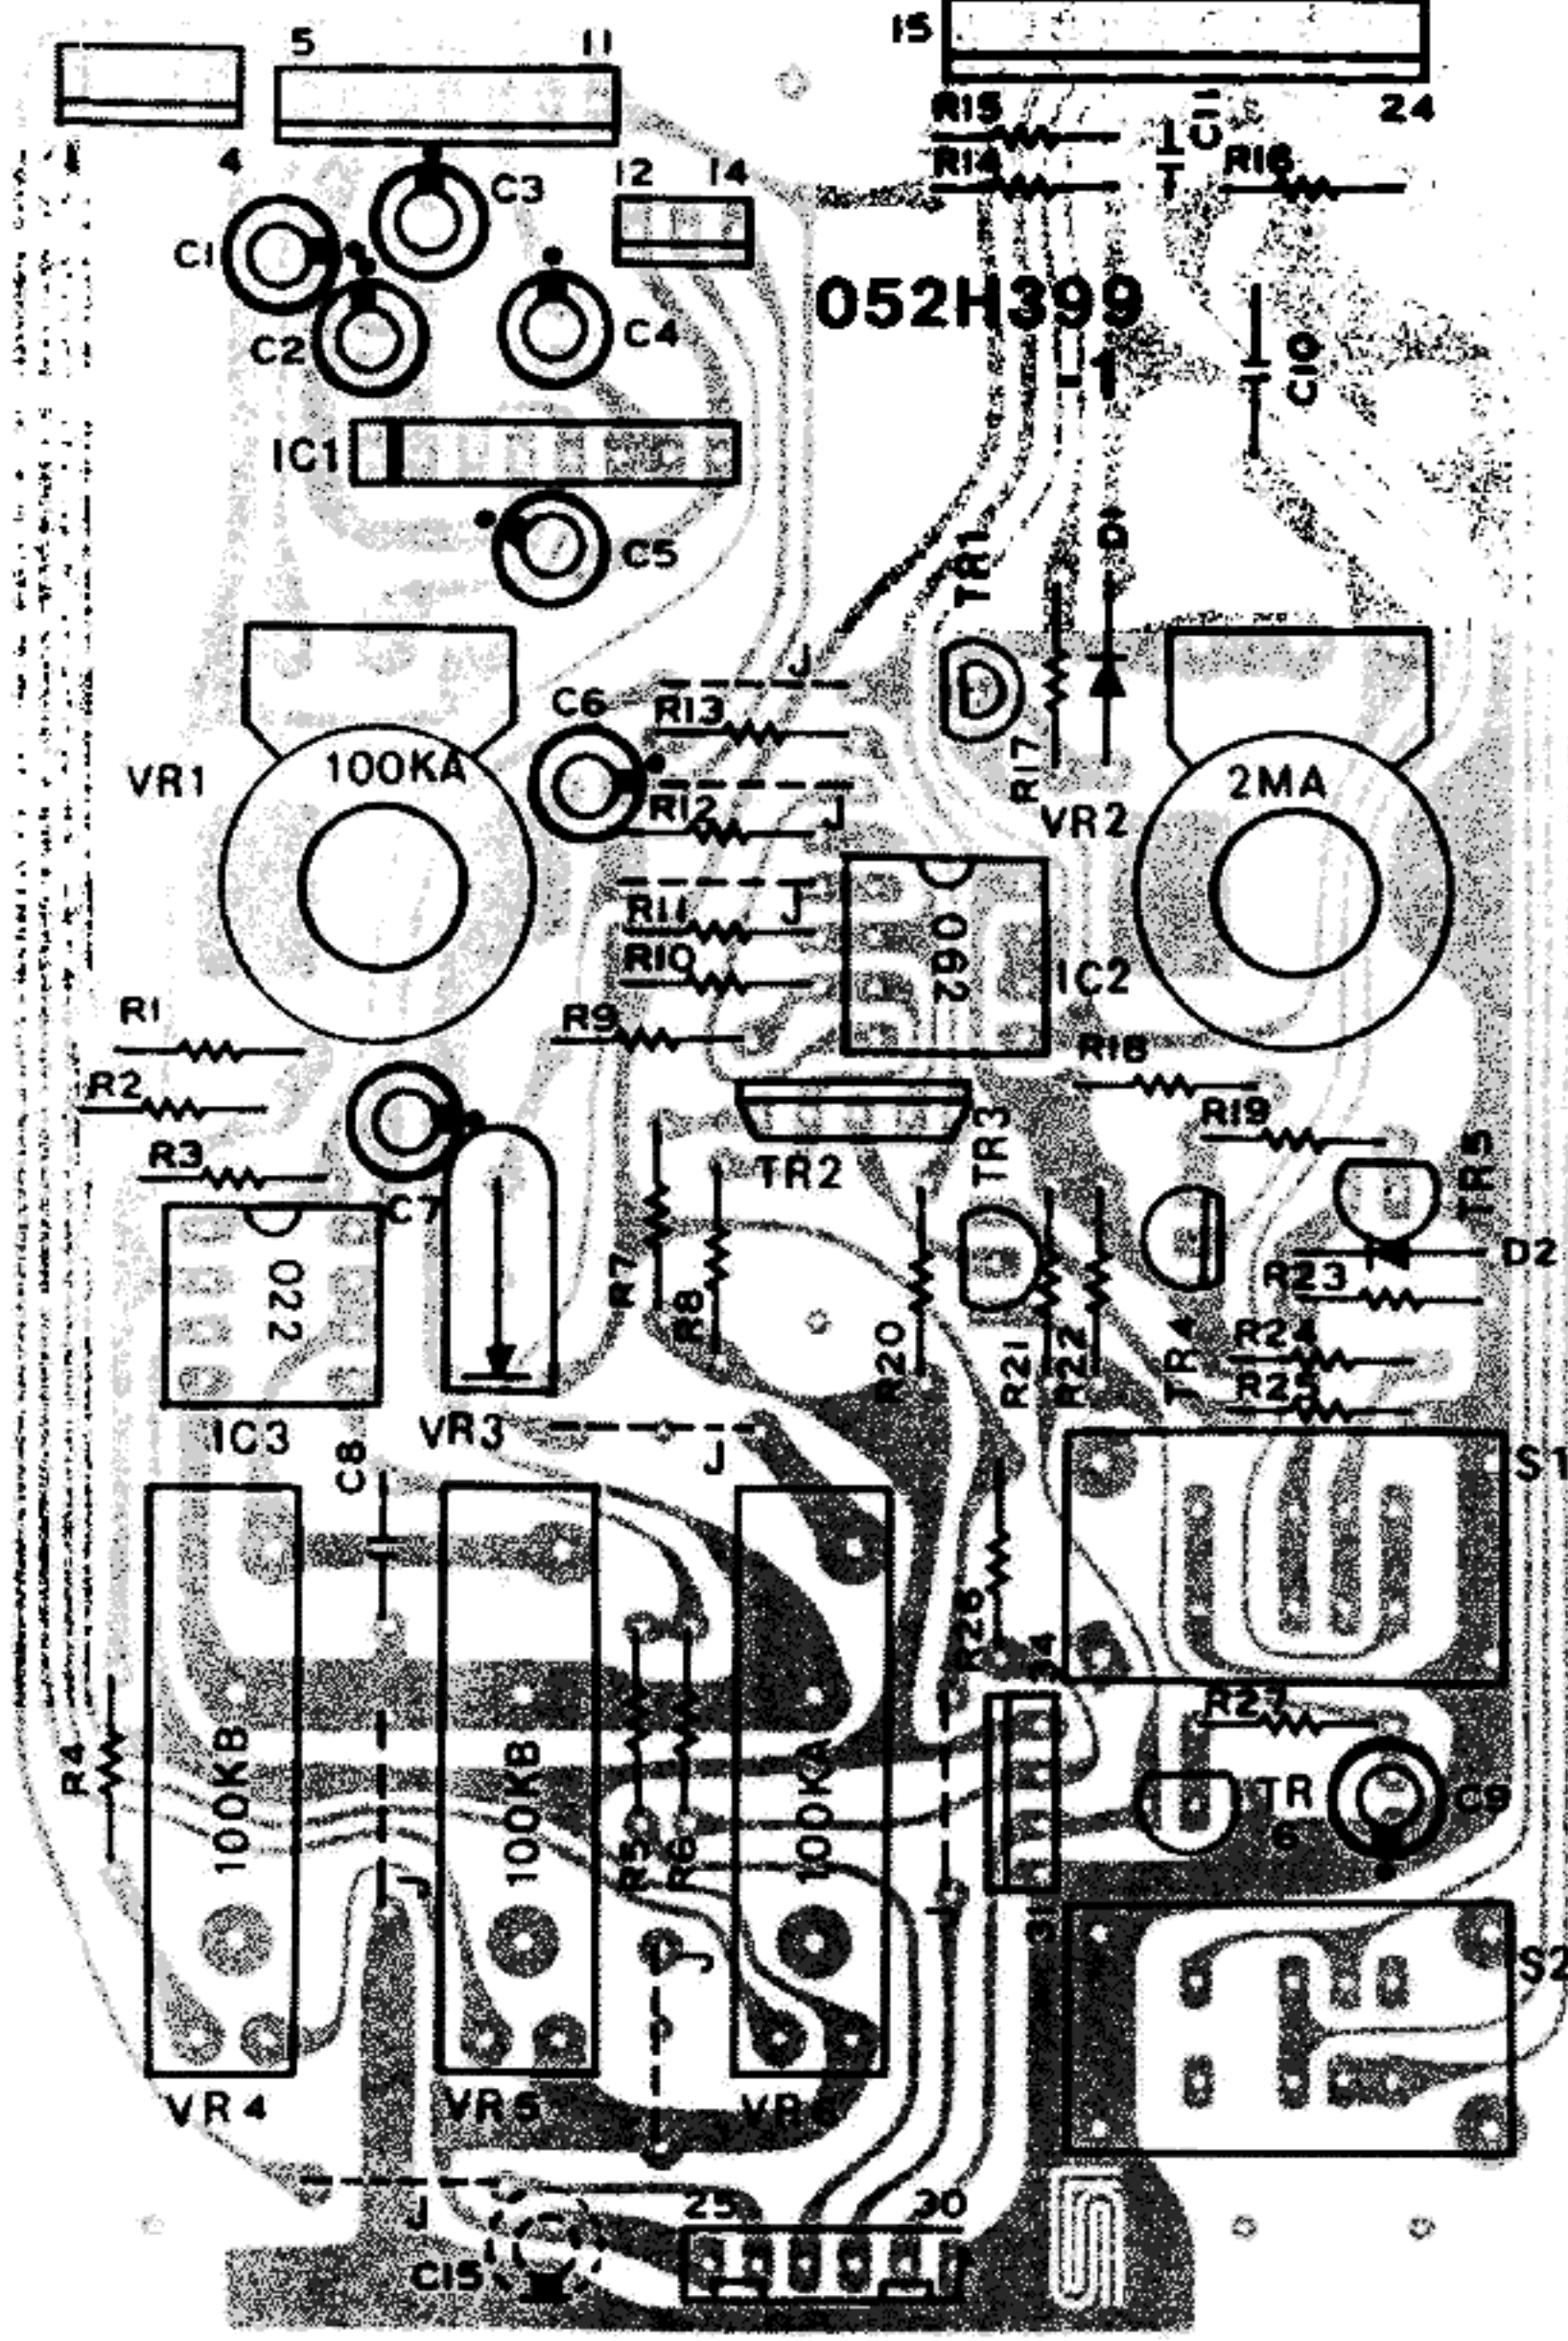 15
5 11
24
4
R15
C11
R14
R16
12 14
C3
C1
C2
C4
052H399
1
C10
IC1
C5
TR1
D1
J
C6
R13
VR1
100KA
R17
2MA
R12
J
VR2
R11
J
R10
062
IC2
R9
R1
R18
R2
R19
TR3
R3
TR2
TR5
C7
022
R7
R8
D2
R23
R20
R21
R22
TR4
R24
R25
IC3
VR3
J
C8
S1
R26
34
R27
R4
100KB
100KB
100KA
R5
R6
TR
6
C9
J
J
31
J
S2
VR4
VR5
VR6
J
25 30
C15